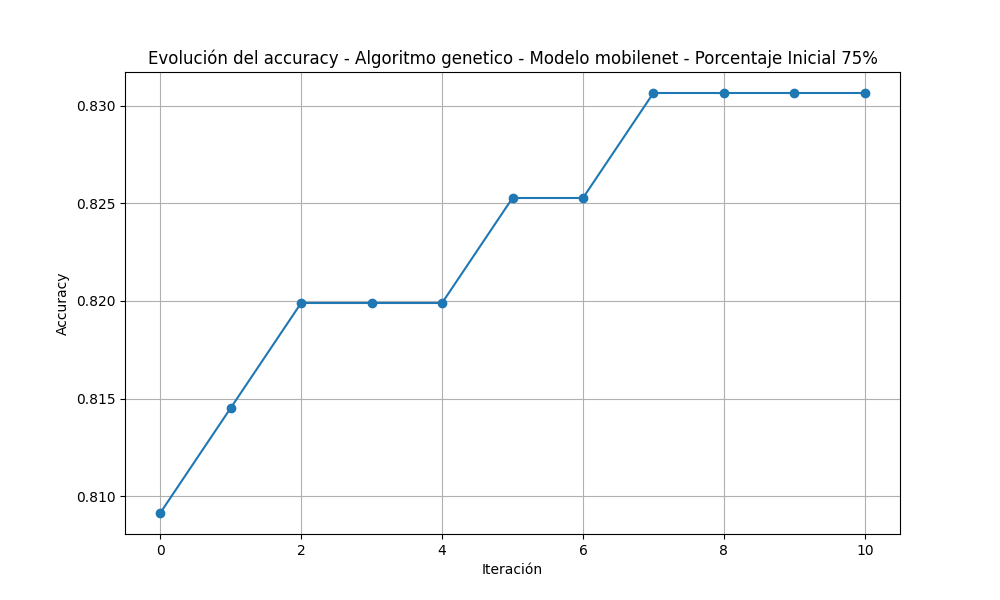 Evolución del accuracy - Algoritmo genetico - Modelo mobilenet - Porcentaje Inicial 75%
0.830
0.825
0.820
0.815
0.810
Accuracy
0 2 4 6 8 10
Iteración